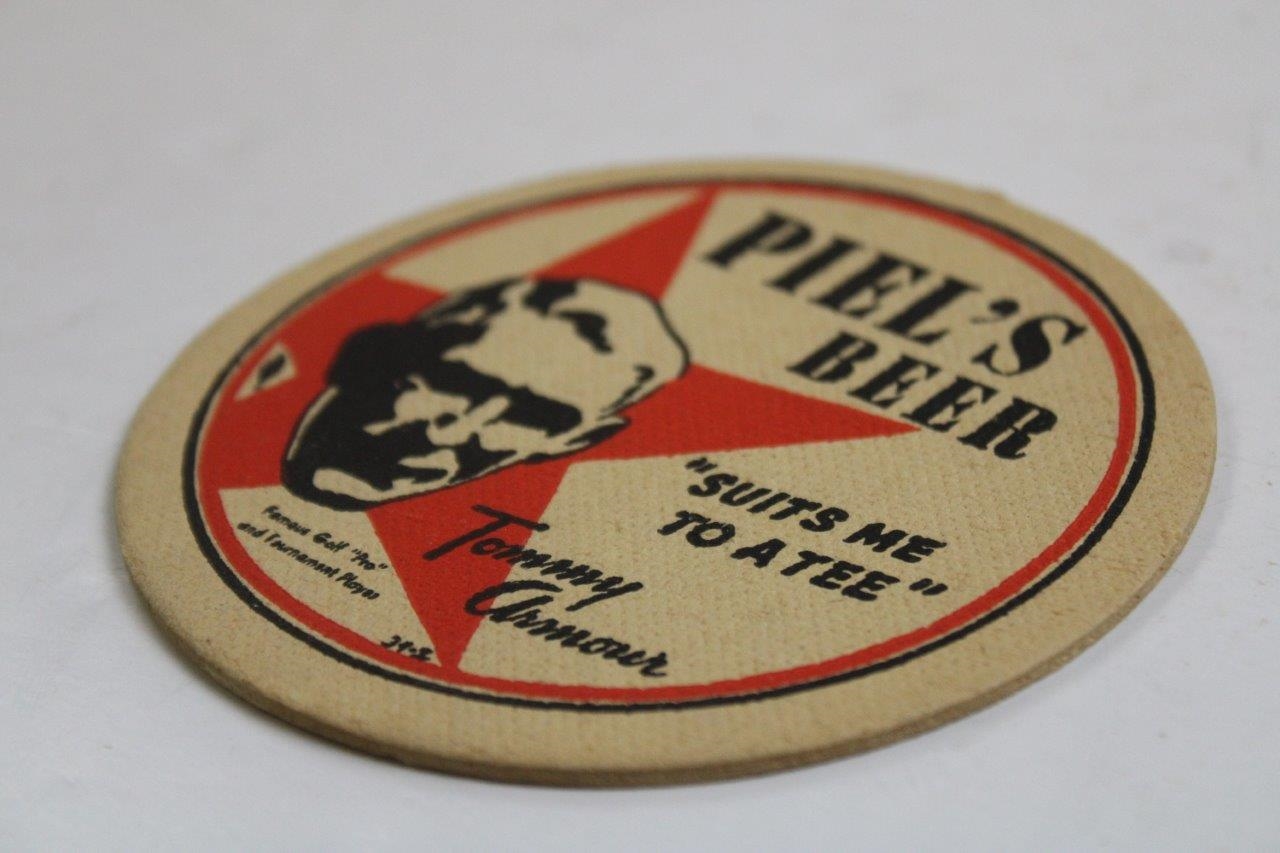 PIEL'S
BEER
"SUITS ME
TO A TEE"
Tommy
Armour
Famous Golf "Pro"
and Tournament Player